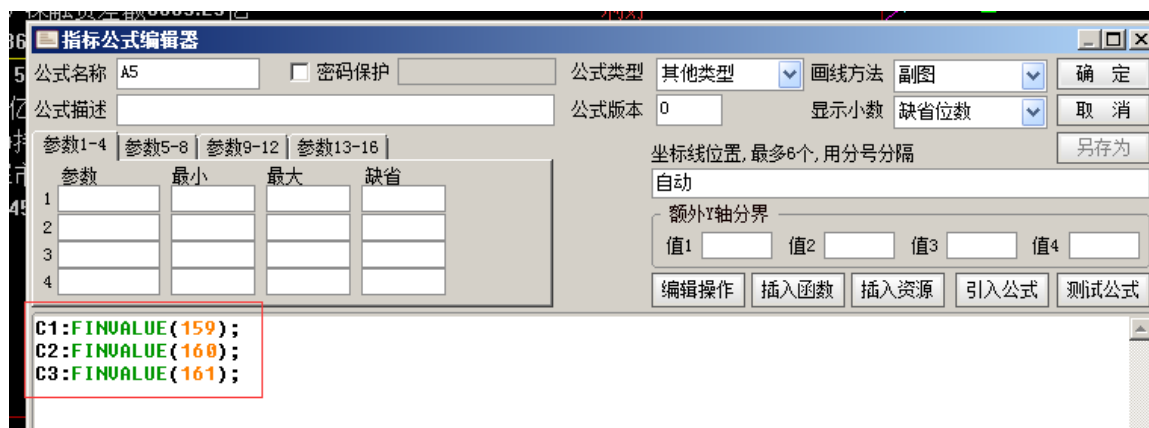 指标公式编辑器
公式名称 A5 密码保护 公式类型 其他类型 画线方法 副图 确 定
公式描述 公式版本 0 显示小数 缺省位数 取 消
参数1-4 参数5-8 参数9-12 参数13-16 另存为
坐标线位置,最多6个,用分号分隔
参数 最小 最大 缺省
自动
1
额外Y轴分界
2
值1 值2 值3 值4
3
4
编辑操作 插入函数 插入资源 引入公式 测试公式
C1:FINVALUE(159);
C2:FINVALUE(160);
C3:FINVALUE(161);